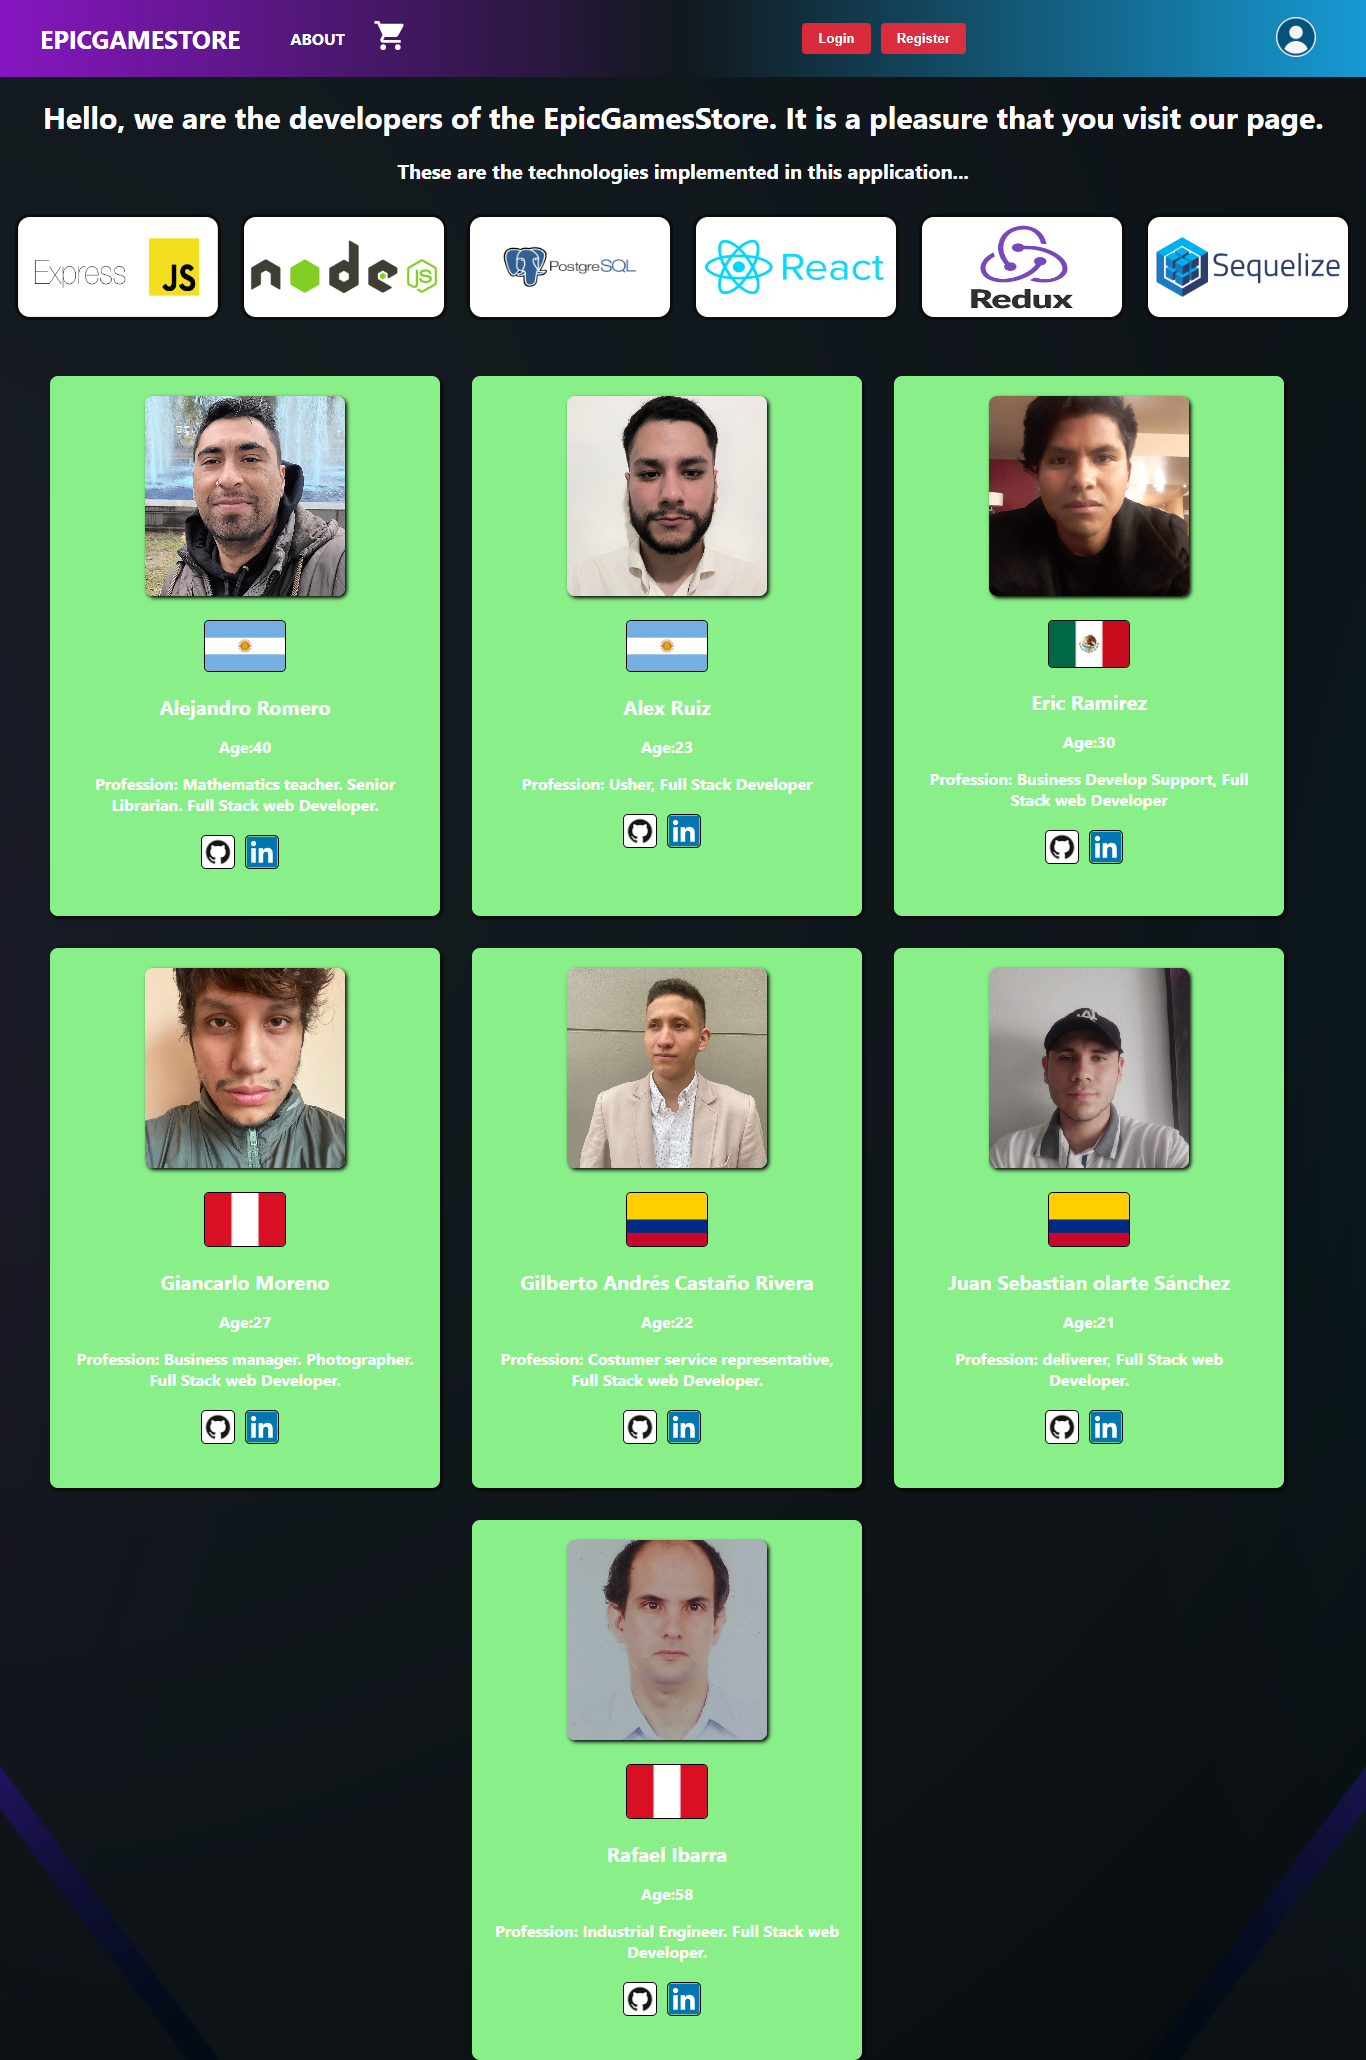 EPICGAMESTORE ABOUT Login Register
Hello, we are the developers of the EpicGamesStore. It is a pleasure that you visit our page.
These are the technologies implemented in this application...
Express JS
node JS
PostgreSQL
React
Redux
Sequelize
Alejandro Romero
Age:40
Profession: Mathematics teacher. Senior
Librarian. Full Stack web Developer.
in
Alex Ruiz
Age:23
Profession: Usher, Full Stack Developer
in
Eric Ramirez
Age:30
Profession: Business Develop Support, Full
Stack web Developer
in
Giancarlo Moreno
Age:27
Profession: Business manager. Photographer.
Full Stack web Developer.
in
Gilberto Andrés Castaño Rivera
Age:22
Profession: Costumer service representative,
Full Stack web Developer.
in
Juan Sebastian olarte Sánchez
Age:21
Profession: deliverer, Full Stack web
Developer.
in
Rafael Ibarra
Age:58
Profession: Industrial Engineer. Full Stack web
Developer.
in